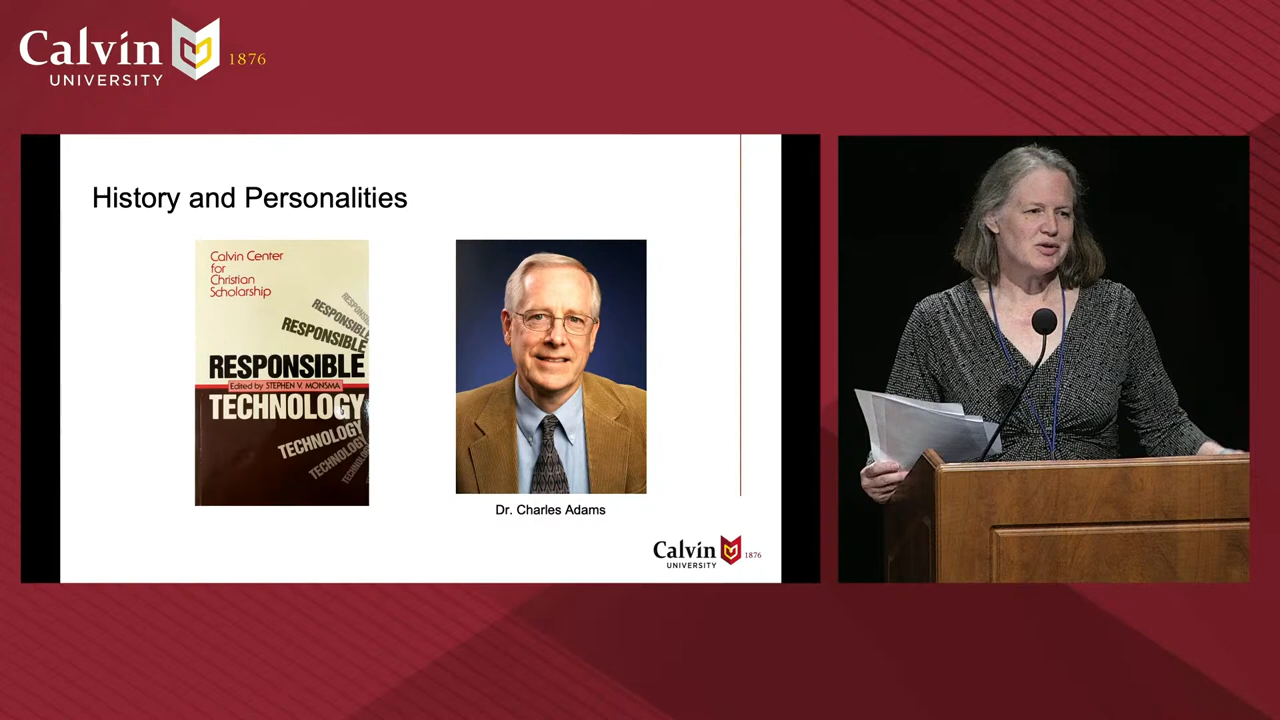 Calvin
UNIVERSITY
1876
History and Personalities
Calvin Center
for
Christian
Scholarship
RESPONSIBLE
RESPONSIBLE
RESPONSIBLE
Edited by STEPHEN V. MONSMA
TECHNOLOGY
TECHNOLOGY
TECHNOLOGY
Dr. Charles Adams
Calvin
UNIVERSITY
1876